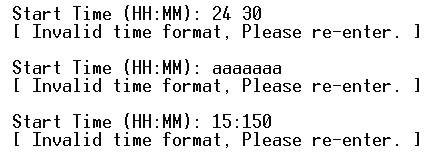 Start Time (HH:MM): 24 30
[ Invalid time format, Please re-enter. ]
Start Time (HH:MM): aaaaaaa
[ Invalid time format, Please re-enter. ]
Start Time (HH:MM): 15:150
[ Invalid time format, Please re-enter. ]